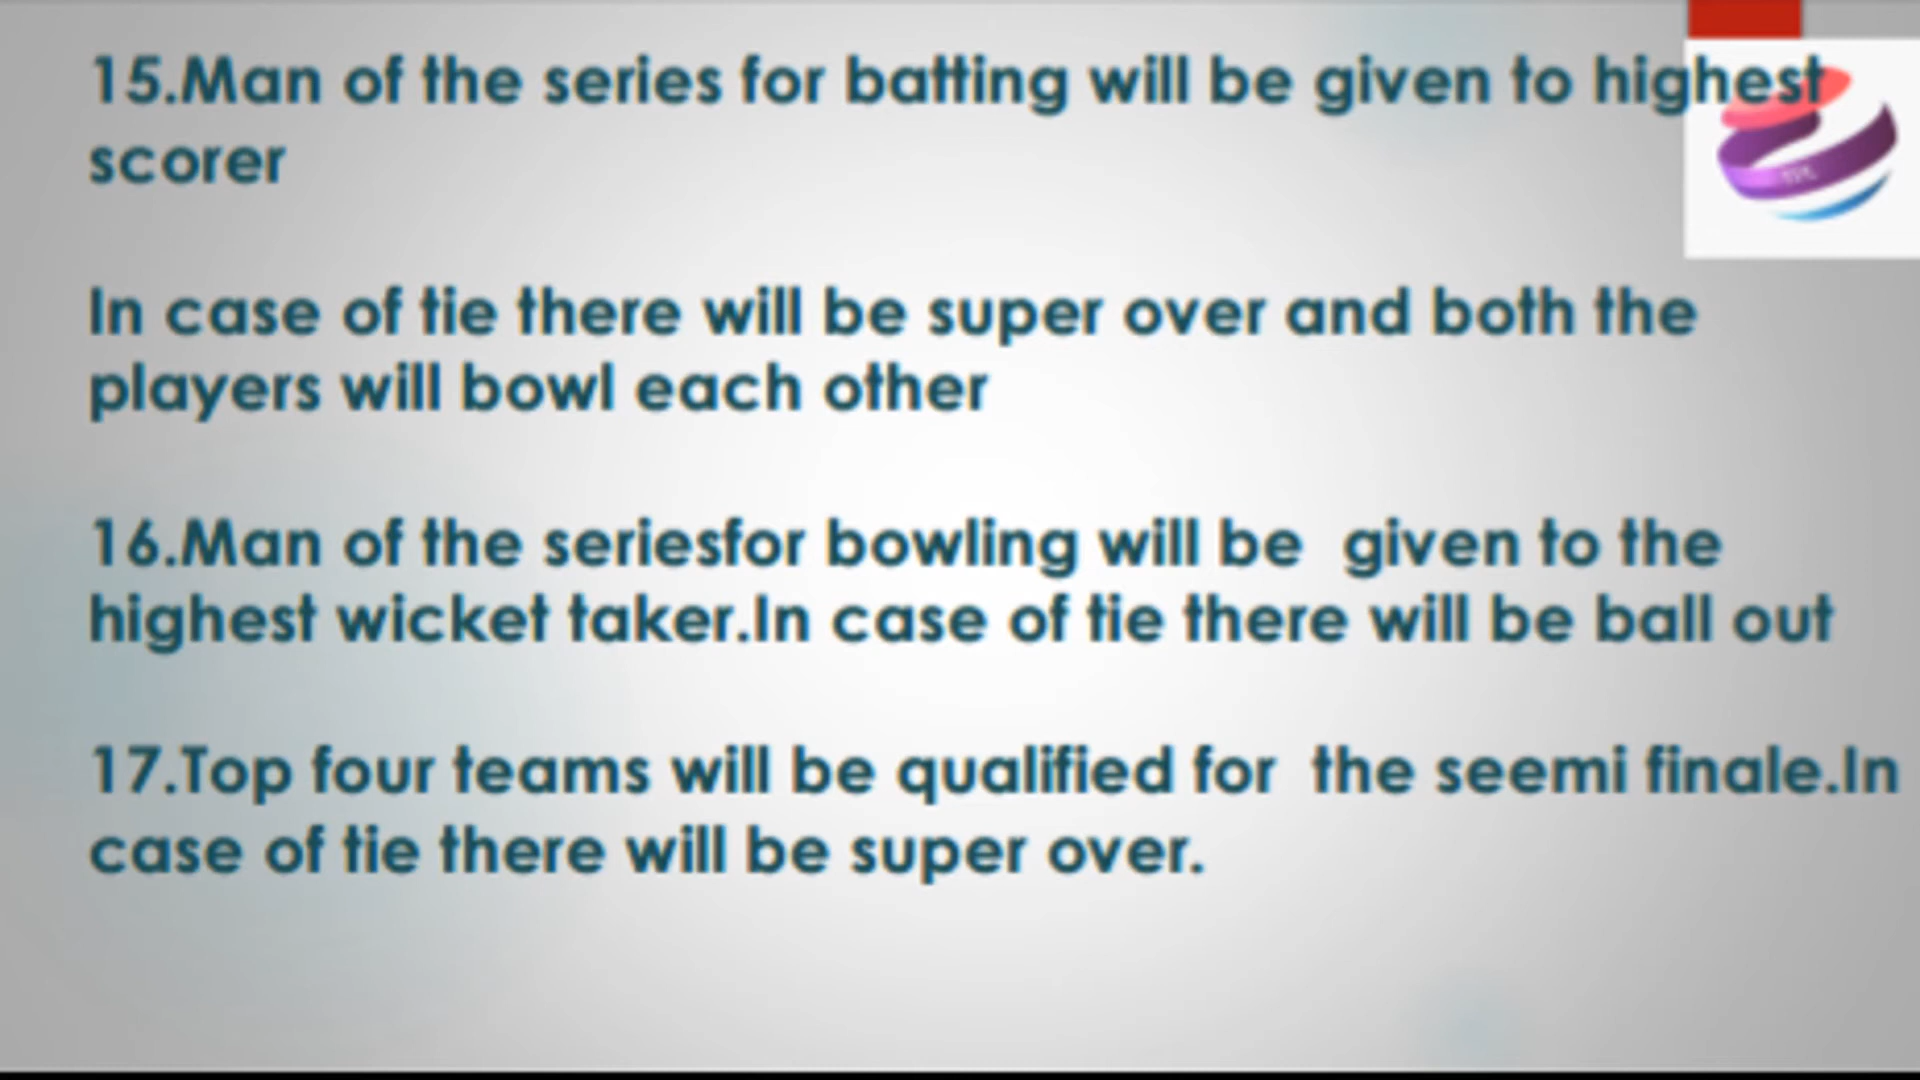 15.Man of the series for batting will be given to highest
scorer
In case of tie there will be super over and both the
players will bowl each other
16.Man of the seriesfor bowling will be  given to the
highest wicket taker.In case of tie there will be ball out
17.Top four teams will be qualified for  the seemi finale.In
case of tie there will be super over.